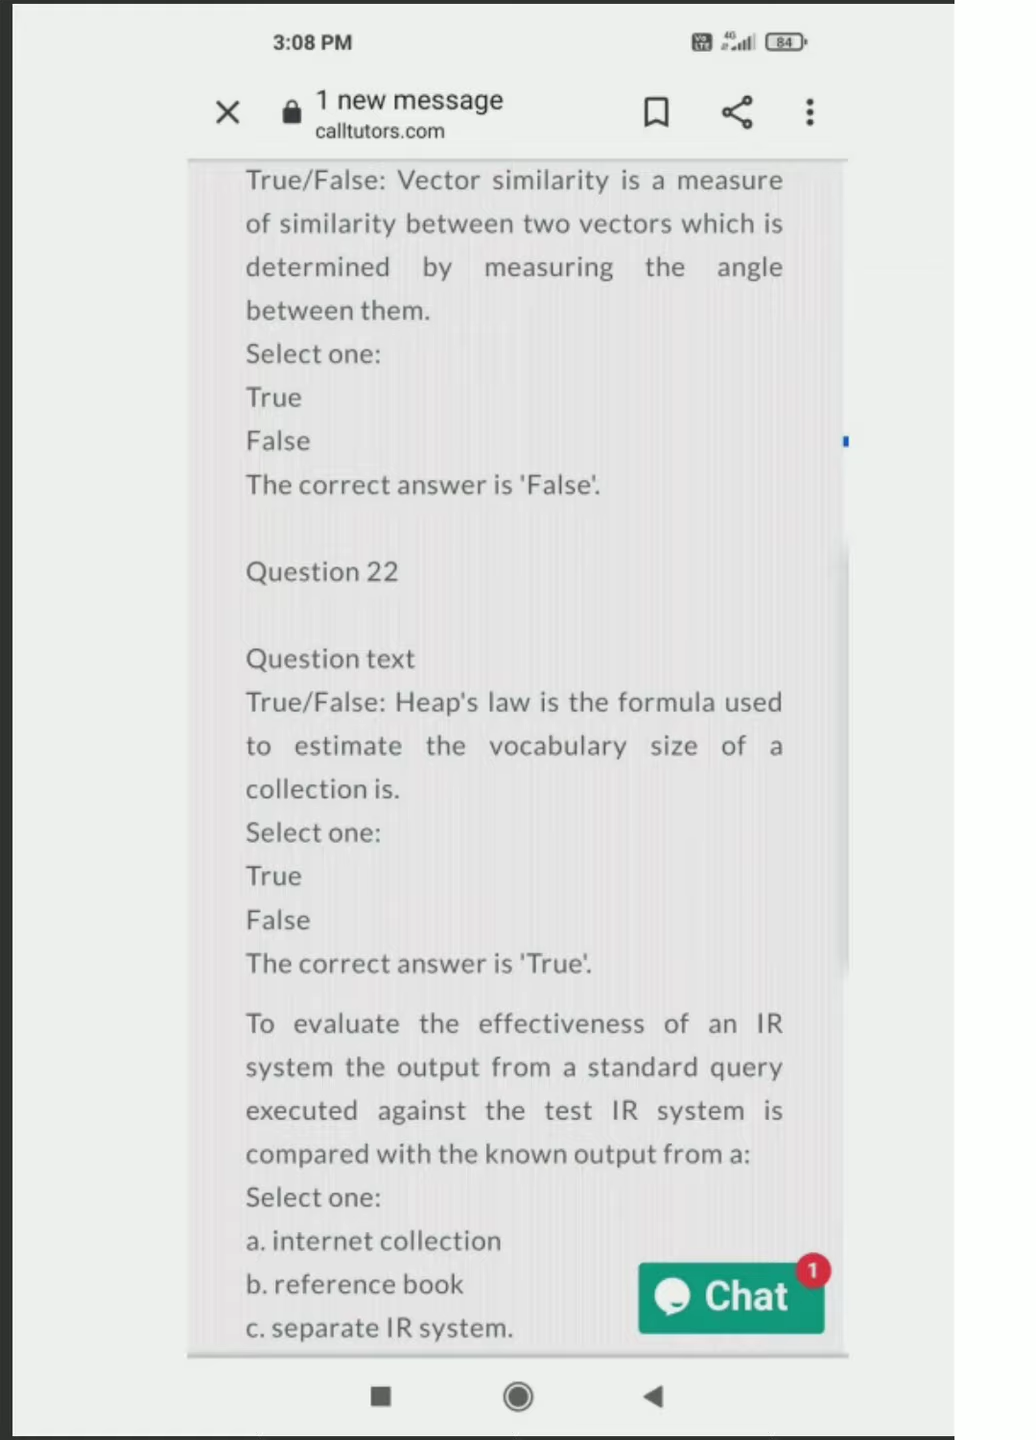 3:08 PM
Vo LTE 4G 84
1 new message
calltutors.com
True/False: Vector similarity is a measure
of similarity between two vectors which is
determined by measuring the angle
between them.
Select one:
True
False
The correct answer is 'False'.
Question 22
Question text
True/False: Heap's law is the formula used
to estimate the vocabulary size of a
collection is.
Select one:
True
False
The correct answer is 'True'.
To evaluate the effectiveness of an IR
system the output from a standard query
executed against the test IR system is
compared with the known output from a:
Select one:
a. internet collection
b. reference book
c. separate IR system.
Chat
1